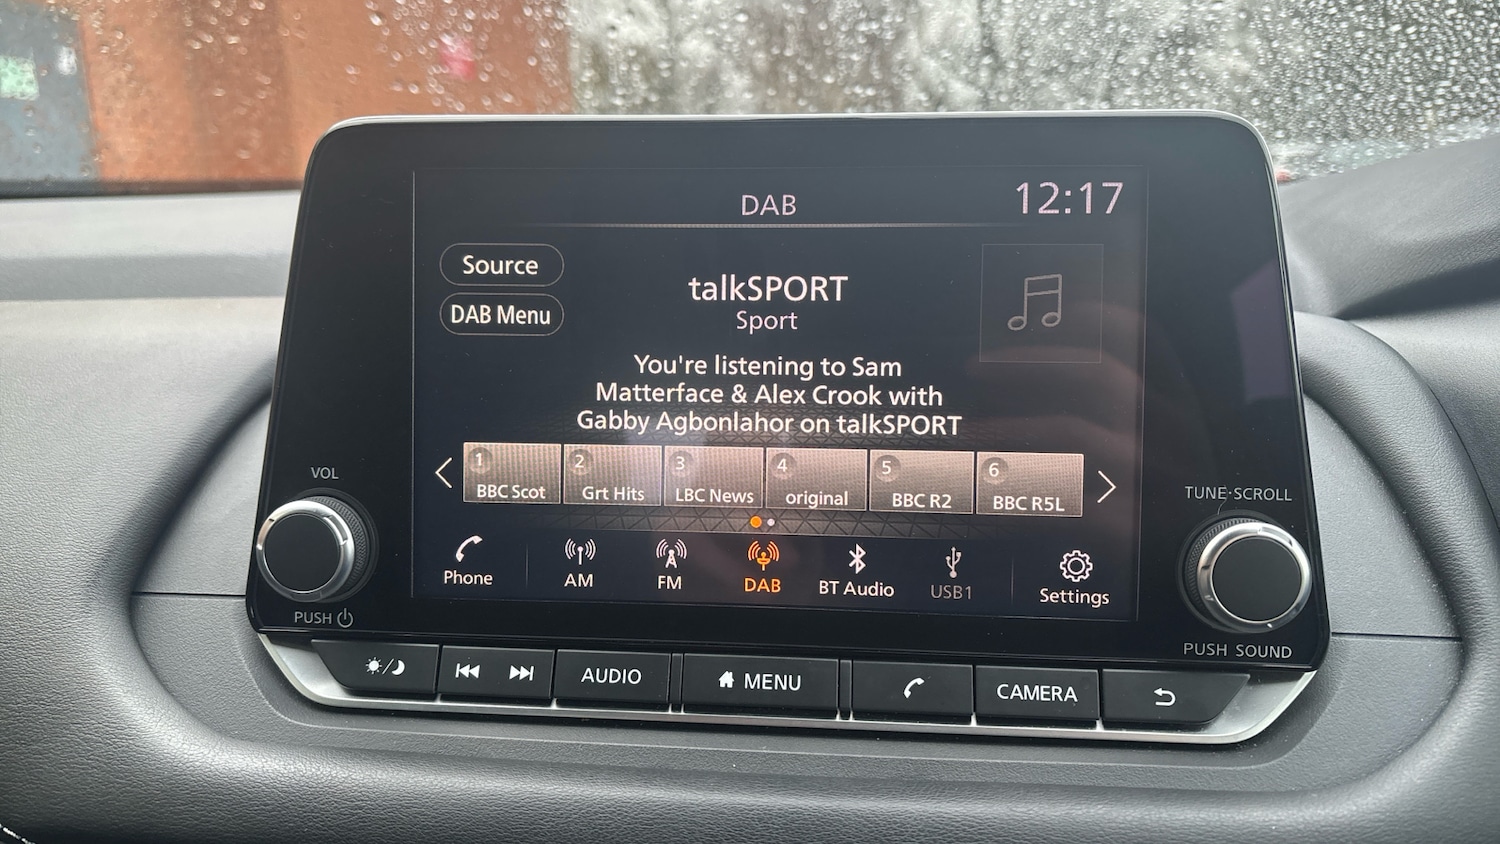 DAB
12:17
Source
DAB Menu
talkSPORT
Sport
You're listening to Sam
Matterface & Alex Crook with
Gabby Agbonlahor on talkSPORT
1 2 3 4 5 6
BBC Scot Grt Hits LBC News original BBC R2 BBC R5L
Phone AM FM DAB BT Audio USB1 Settings
VOL
PUSH
TUNE·SCROLL
PUSH SOUND
AUDIO MENU CAMERA